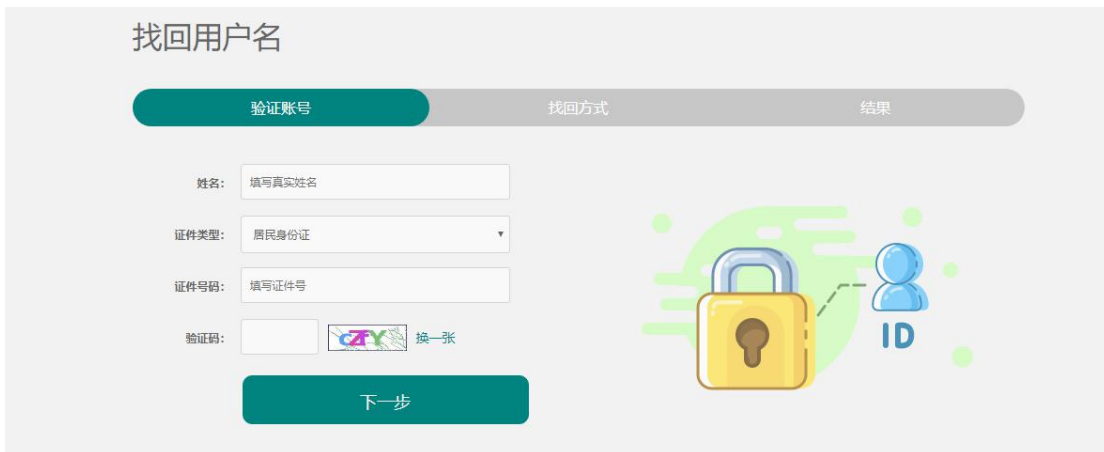 找回用户名
验证账号 找回方式 结果
姓名： 填写真实姓名
证件类型： 居民身份证
证件号码： 填写证件号
验证码： 换一张
下一步
ID